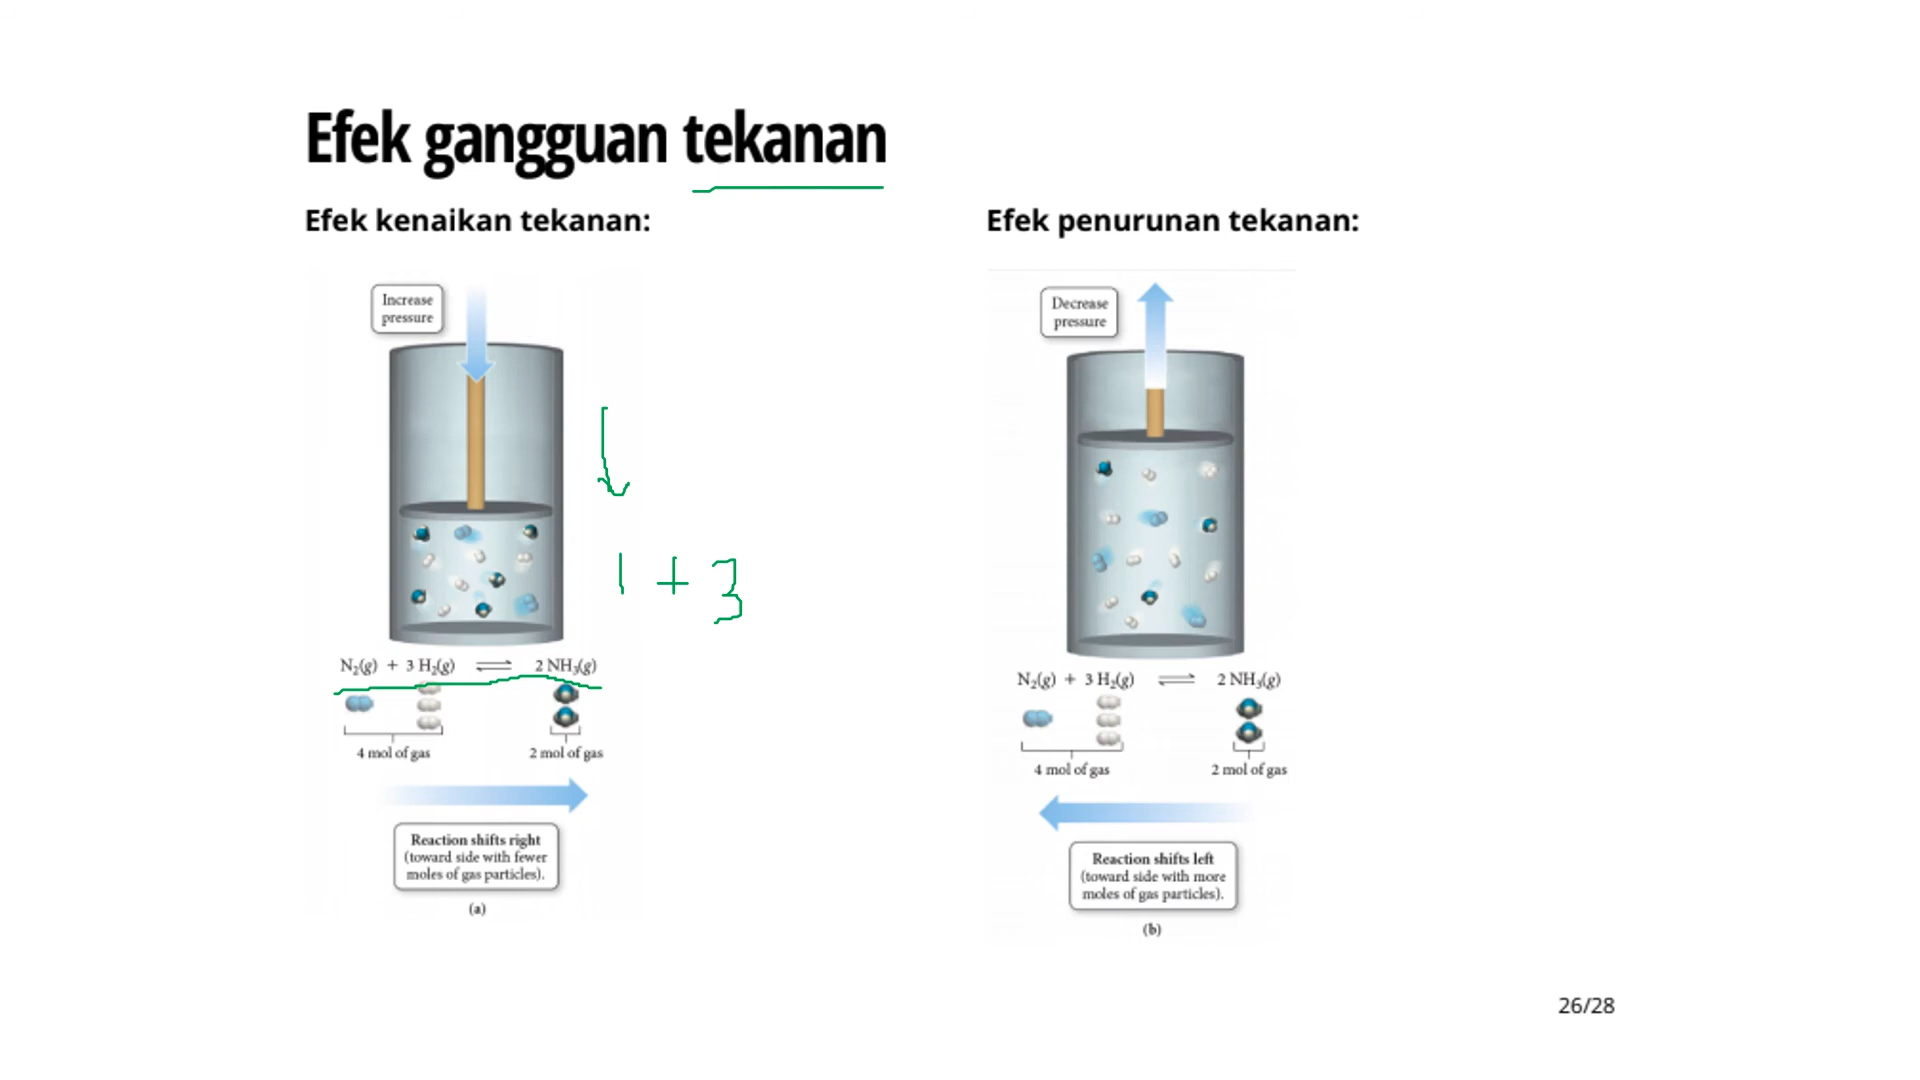 Efek gangguan tekanan
Efek kenaikan tekanan:
Increase
pressure
1 + 3
N₂(g) + 3 H₂(g) ⇌ 2 NH₃(g)
4 mol of gas 2 mol of gas
Reaction shifts right
(toward side with fewer
moles of gas particles).
(a)
Efek penurunan tekanan:
Decrease
pressure
N₂(g) + 3 H₂(g) ⇌ 2 NH₃(g)
4 mol of gas 2 mol of gas
Reaction shifts left
(toward side with more
moles of gas particles).
(b)
26/28